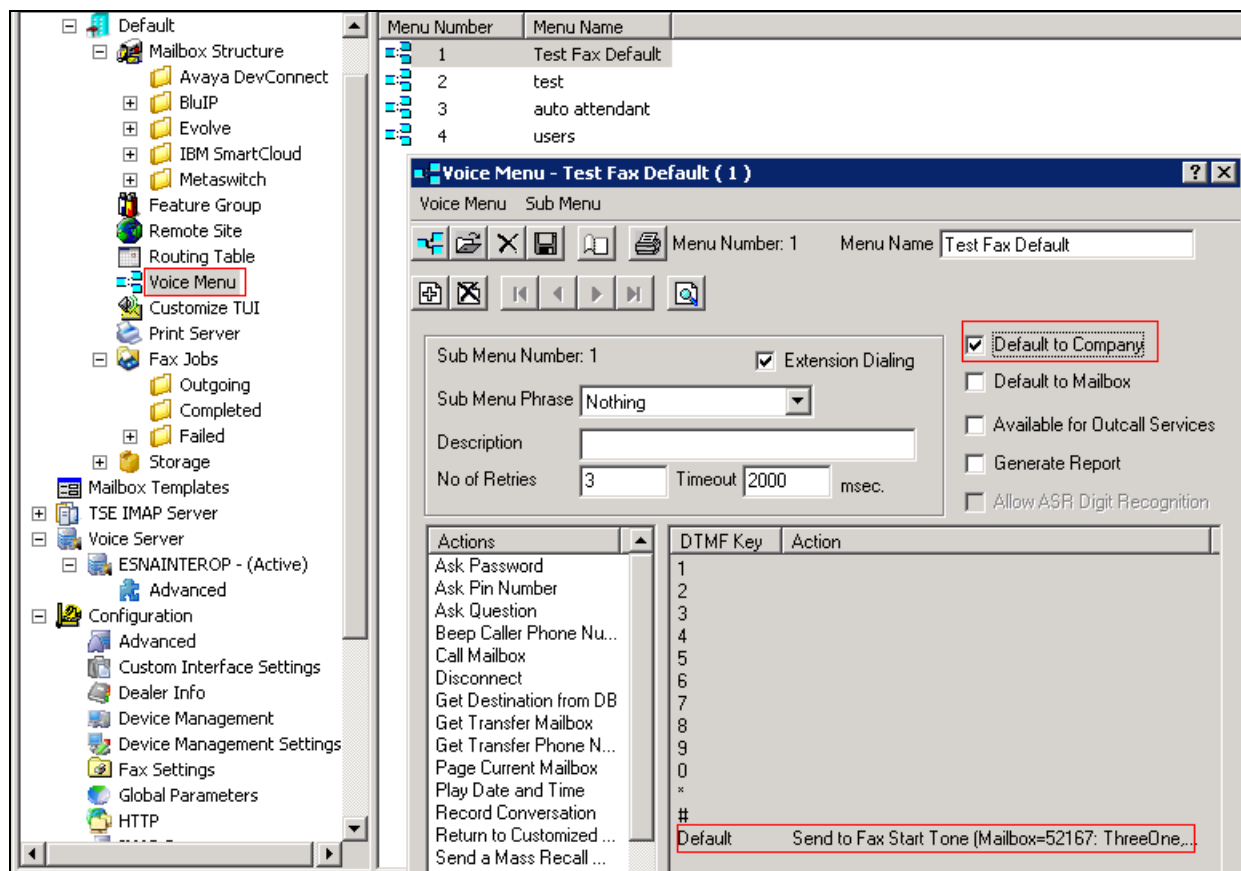 Default
Mailbox Structure
Avaya DevConnect
BluIP
Evolve
IBM SmartCloud
Metaswitch
Feature Group
Remote Site
Routing Table
Voice Menu
Customize TUI
Print Server
Fax Jobs
Outgoing
Completed
Failed
Storage
Mailbox Templates
TSE IMAP Server
Voice Server
ESNAINTEROP - (Active)
Advanced
Configuration
Advanced
Custom Interface Settings
Dealer Info
Device Management
Device Management Settings
Fax Settings
Global Parameters
HTTP
Menu Number Menu Name
1 Test Fax Default
2 test
3 auto attendant
4 users
Voice Menu - Test Fax Default ( 1 )
Voice Menu Sub Menu
Menu Number: 1 Menu Name Test Fax Default
Sub Menu Number: 1 Extension Dialing
Sub Menu Phrase Nothing
Description
No of Retries 3 Timeout 2000 msec.
Default to Company
Default to Mailbox
Available for Outcall Services
Generate Report
Allow ASR Digit Recognition
Actions
Ask Password
Ask Pin Number
Ask Question
Beep Caller Phone Nu...
Call Mailbox
Disconnect
Get Destination from DB
Get Transfer Mailbox
Get Transfer Phone N...
Page Current Mailbox
Play Date and Time
Record Conversation
Return to Customized ...
Send a Mass Recall ...
DTMF Key Action
1
2
3
4
5
6
7
8
9
0
*
#
Default Send to Fax Start Tone (Mailbox=52167: ThreeOne,...